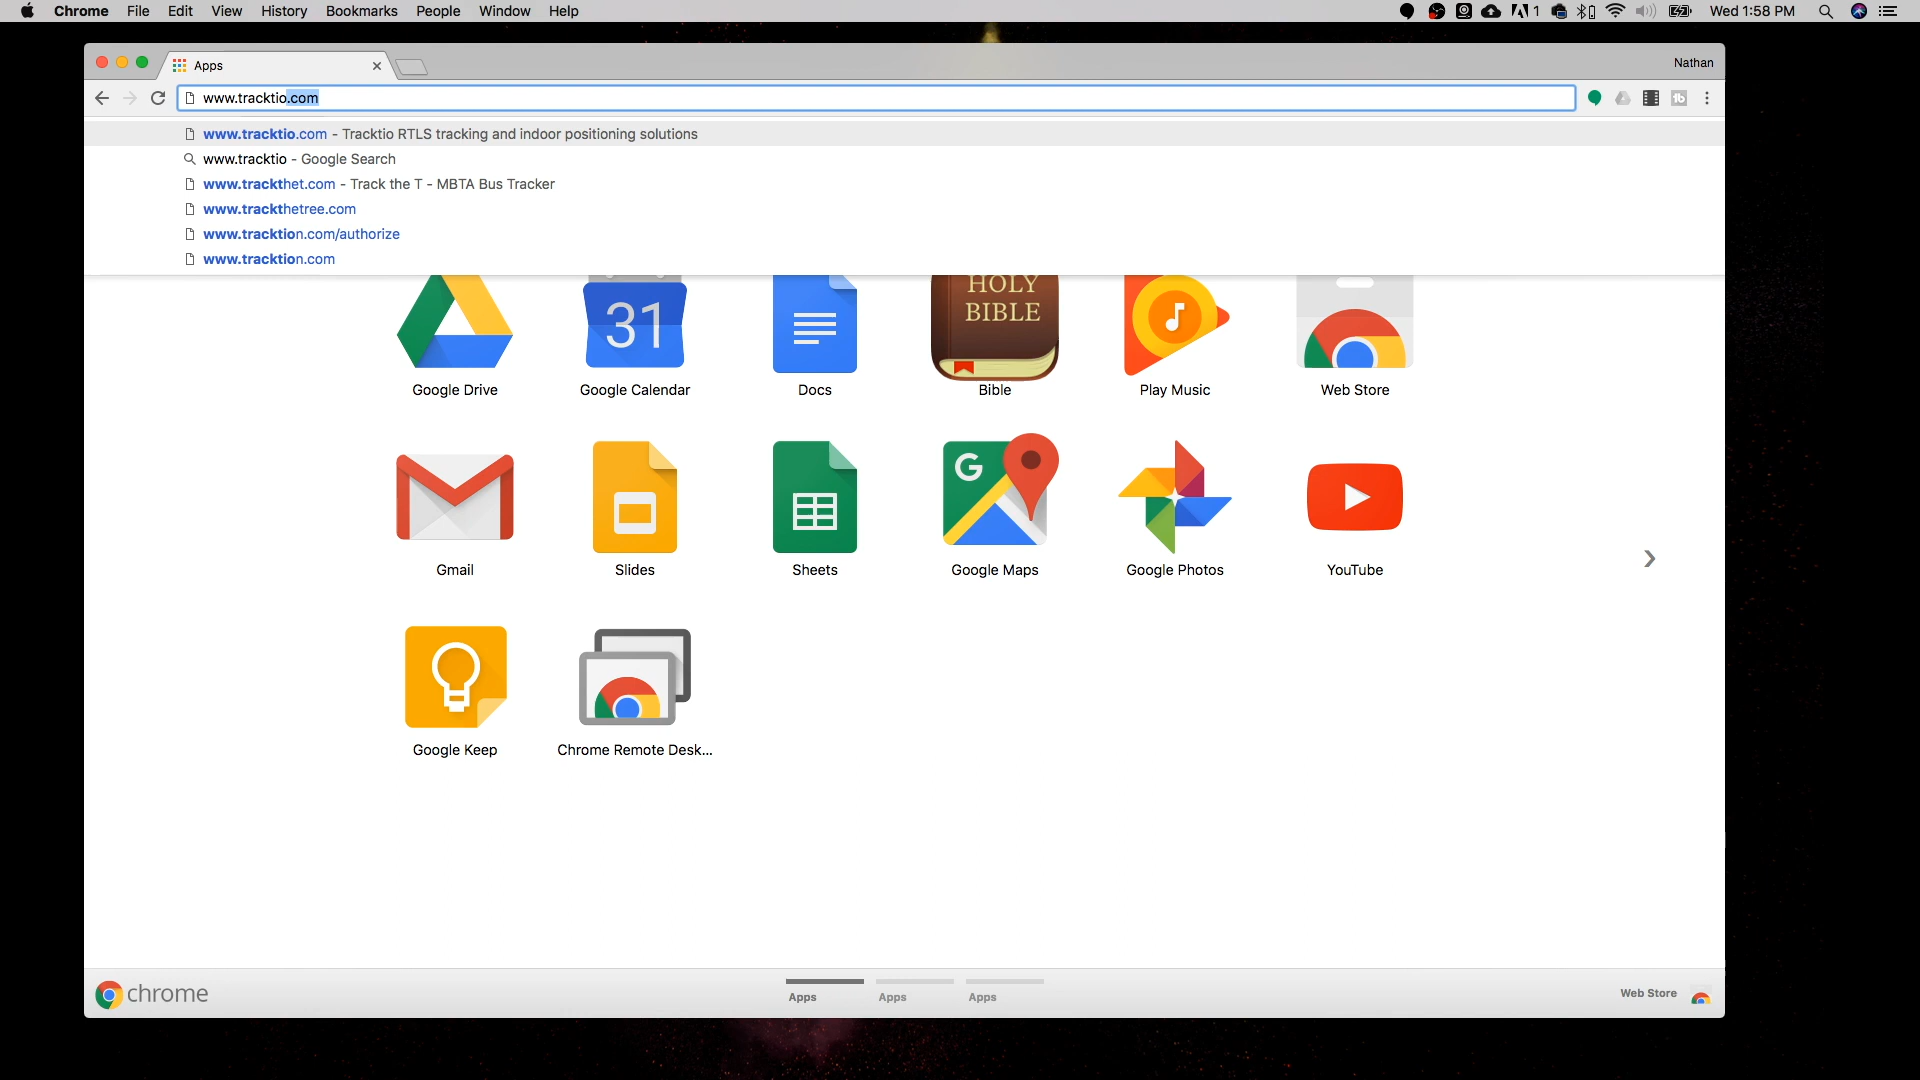 Chrome File Edit View History Bookmarks People Window Help 1 Wed 1:58 PM
Apps Nathan
www.tracktio.com
www.tracktio.com - Tracktio RTLS tracking and indoor positioning solutions
www.tracktio - Google Search
www.trackthet.com - Track the T - MBTA Bus Tracker
www.trackthetree.com
www.tracktion.com/authorize
www.tracktion.com
31
HOLY
BIBLE
Google Drive Google Calendar Docs Bible Play Music Web Store
G
Gmail Slides Sheets Google Maps Google Photos YouTube
Google Keep Chrome Remote Desk...
chrome Apps Apps Apps Web Store